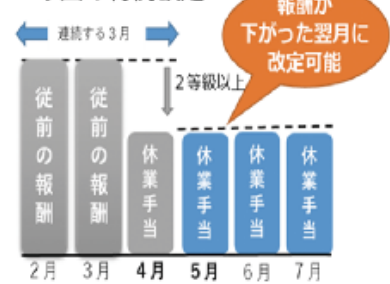 報酬が
下がった翌月に
改定可能
連続する3月
2等級以上
従前の報酬
従前の報酬
休業手当
休業手当
休業手当
休業手当
2月 3月 4月 5月 6月 7月